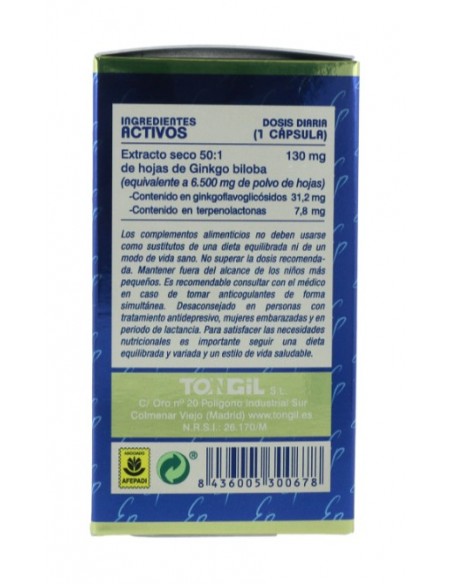 INGREDIENTES
ACTIVOS
DOSIS DIARIA
(1 CÁPSULA)
Extracto seco 50:1 130 mg
de hojas de Ginkgo biloba
(equivalente a 6.500 mg de polvo de hojas)
-Contenido en ginkgoflavoglicósidos 31,2 mg
-Contenido en terpenolactonas 7,8 mg
Los complementos alimenticios no deben usarse
como sustitutos de una dieta equilibrada ni de un
modo de vida sano. No superar la dosis recomenda-
da. Mantener fuera del alcance de los niños más
pequeños. Es recomendable consultar con el médico
en caso de tomar anticoagulantes de forma
simultánea. Desaconsejado en personas con
tratamiento antidepresivo, mujeres embarazadas y en
periodo de lactancia. Para satisfacer las necesidades
nutricionales es importante seguir una dieta
equilibrada y variada y un estilo de vida saludable.
TONGIL S.L.
C/ Oro nº 20 Polígono Industrial Sur
Colmenar Viejo (Madrid) www.tongil.es
N.R.S.I.: 26.170/M
ASOCIADO
AFEPADI
8 436005 300678